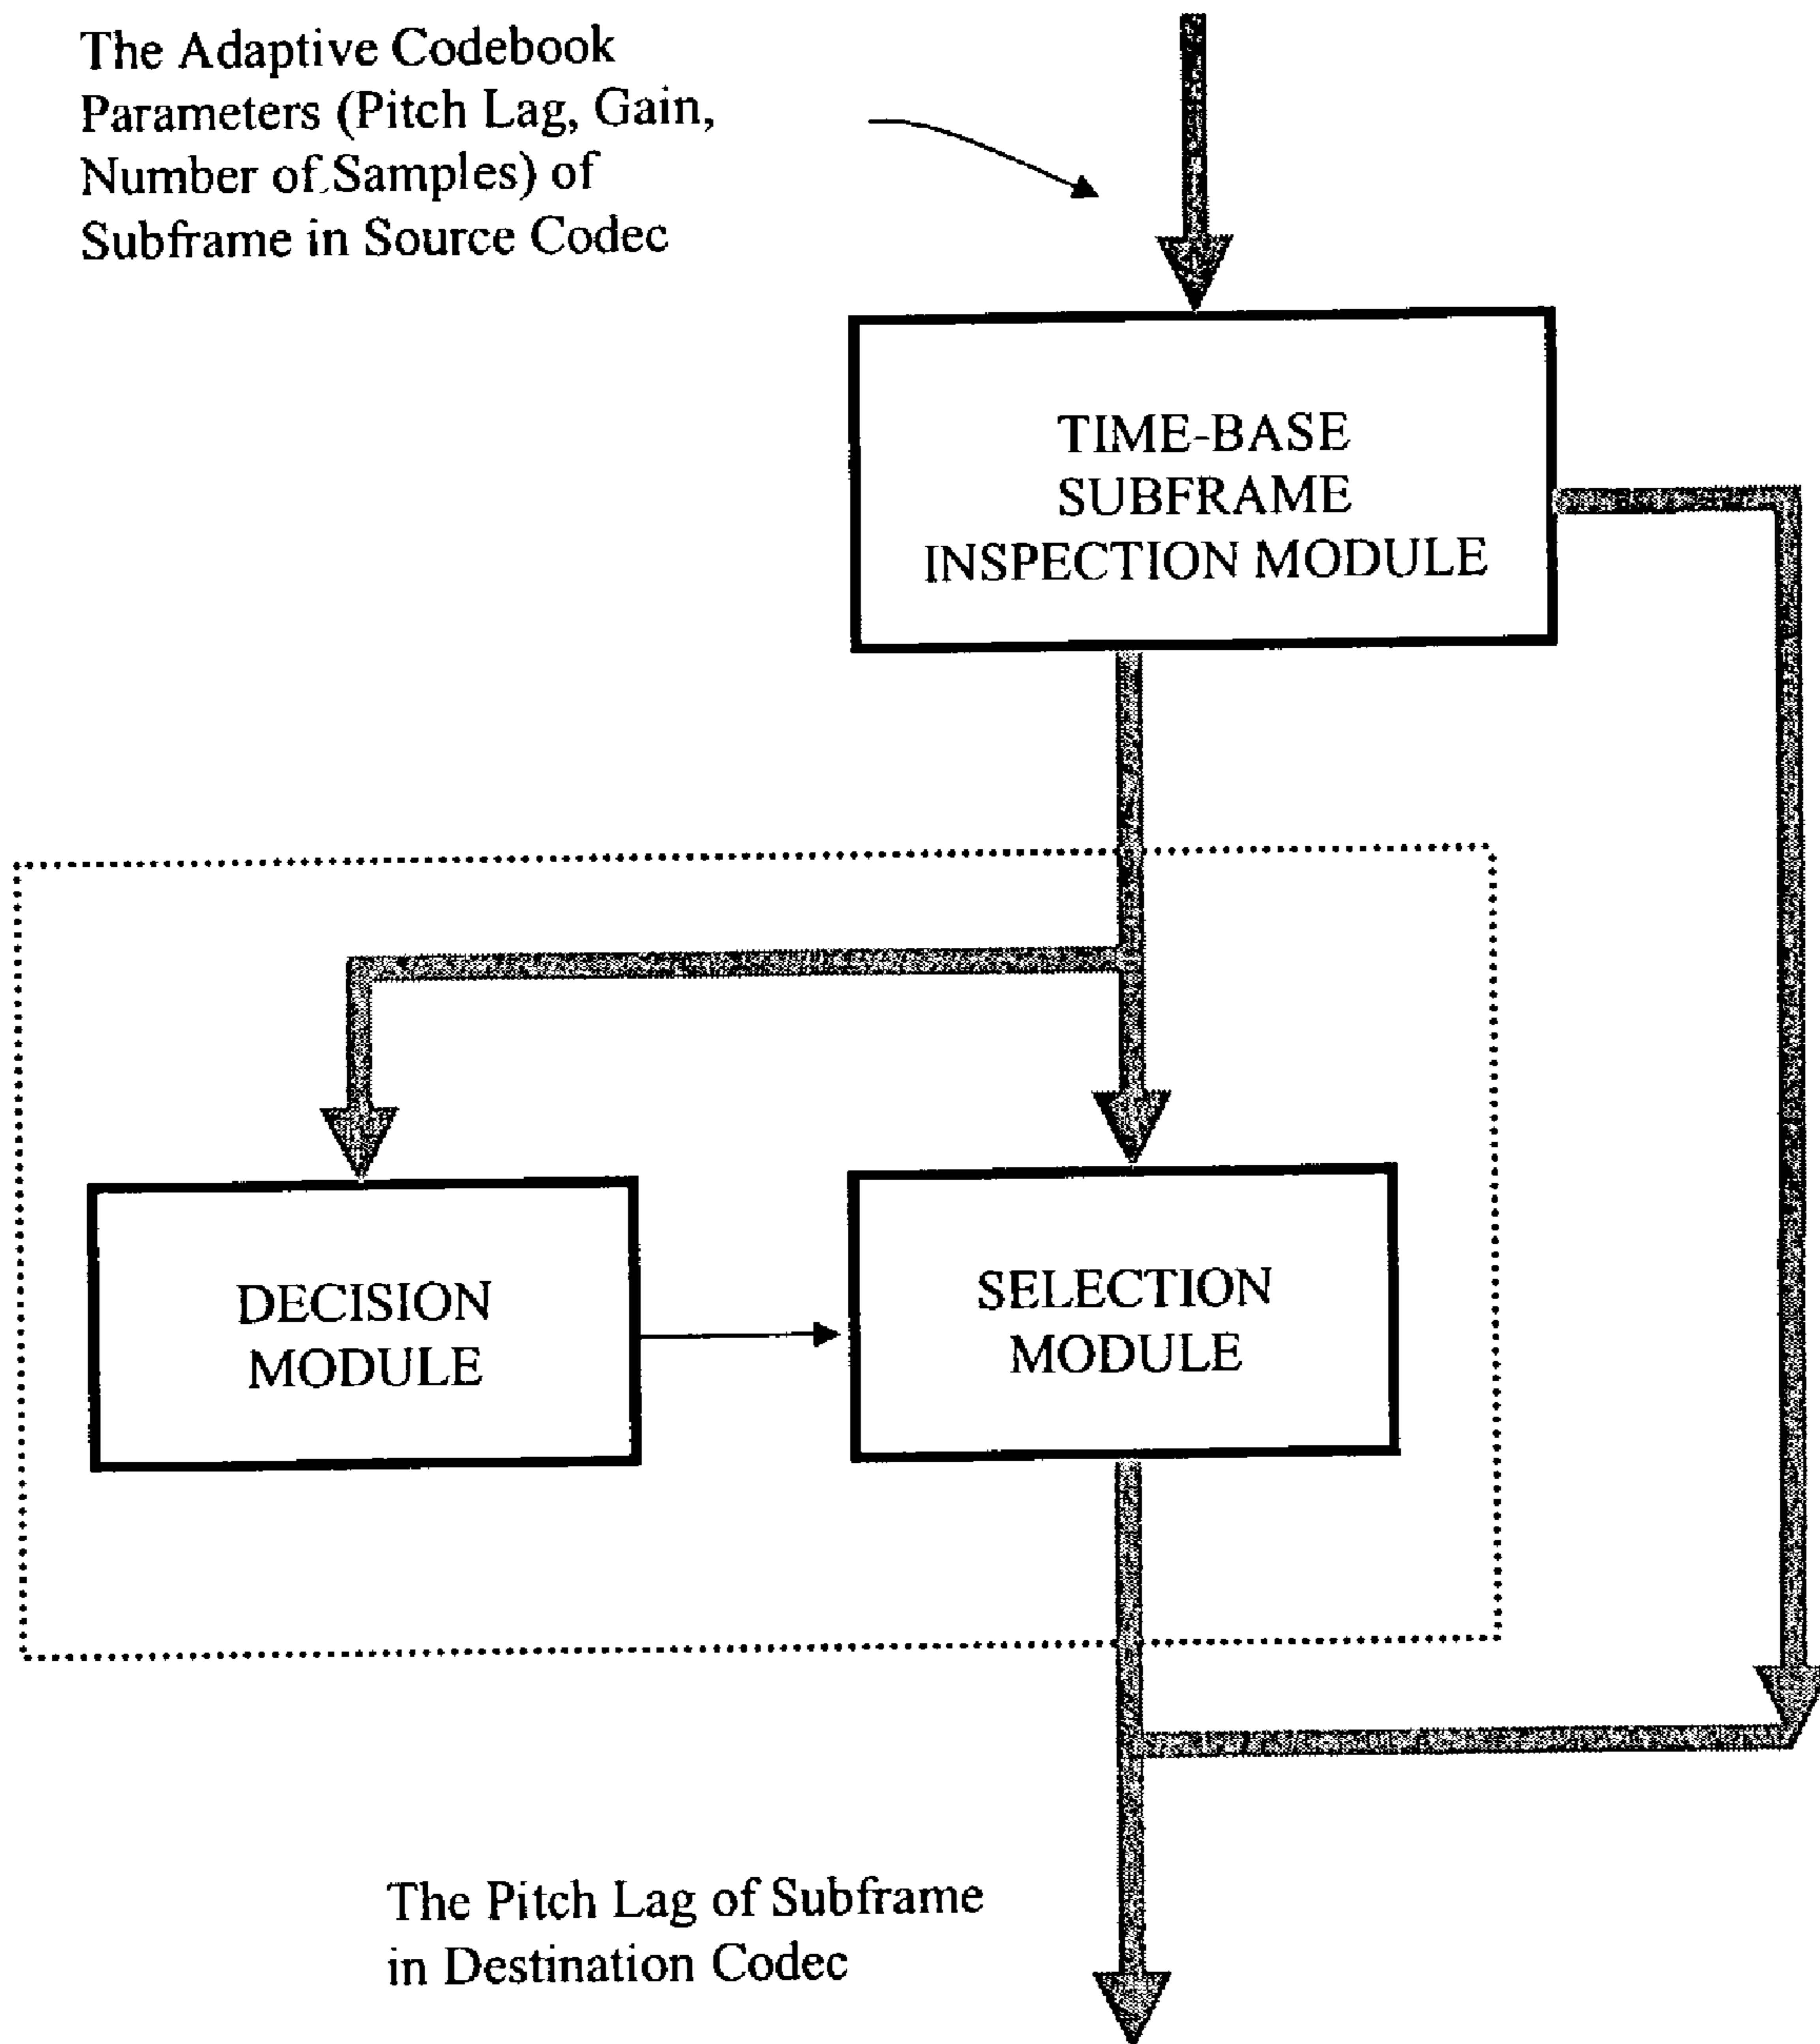 The Adaptive Codebook
Parameters (Pitch Lag, Gain,
Number of Samples) of
Subframe in Source Codec
TIME-BASE
SUBFRAME
INSPECTION MODULE
DECISION
MODULE
SELECTION
MODULE
The Pitch Lag of Subframe
in Destination Codec